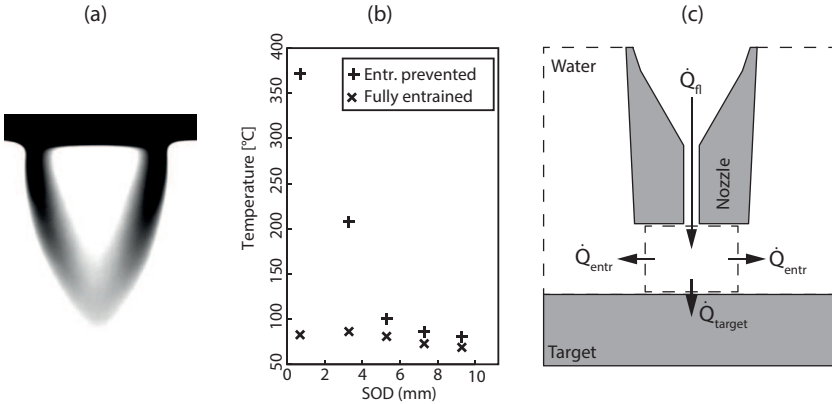 (a)
(b)
(c)
400
350
300
250
200
150
100
50
Temperature [°C]
Entr. prevented
Fully entrained
0 2 4 6 8 10
SOD (mm)
Water
Q̇fl
Nozzle
Q̇entr
Q̇entr
Q̇target
Target